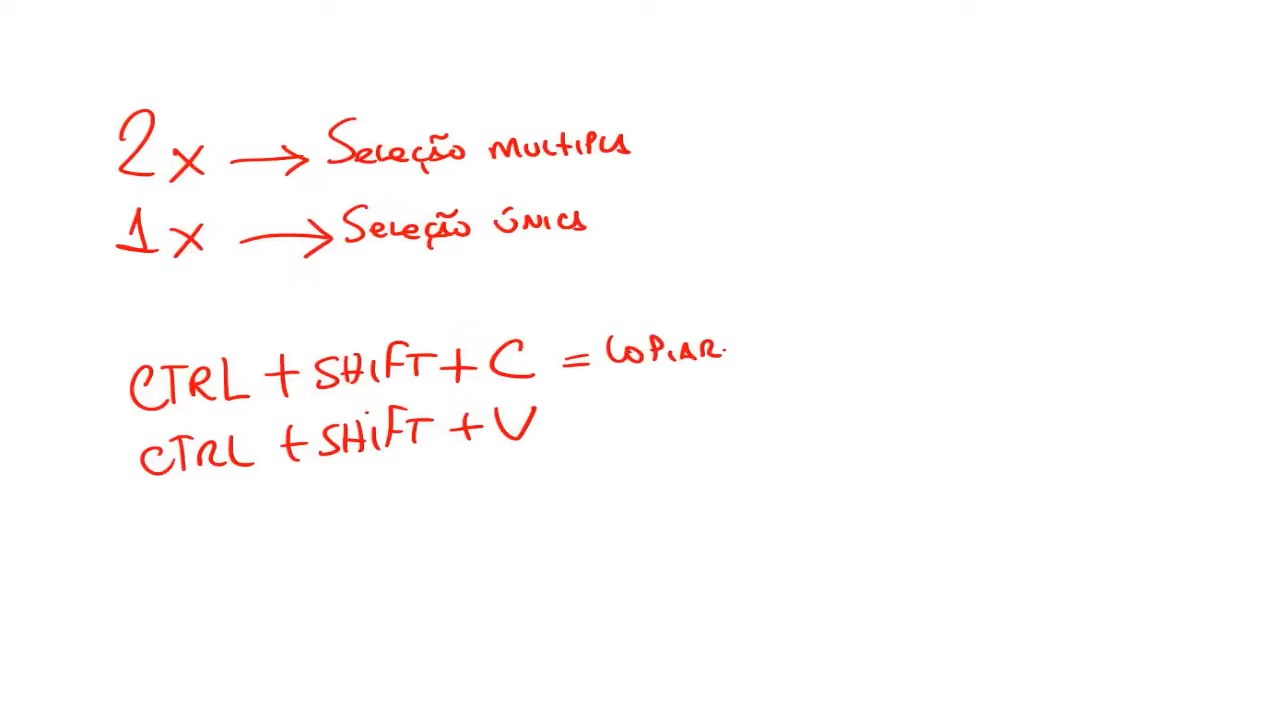 2x → Seleção MULTIPLA
1x → Seleção ÚNICA
CTRL + SHiFT + C = COPiAR.
CTRL + SHiFT + V